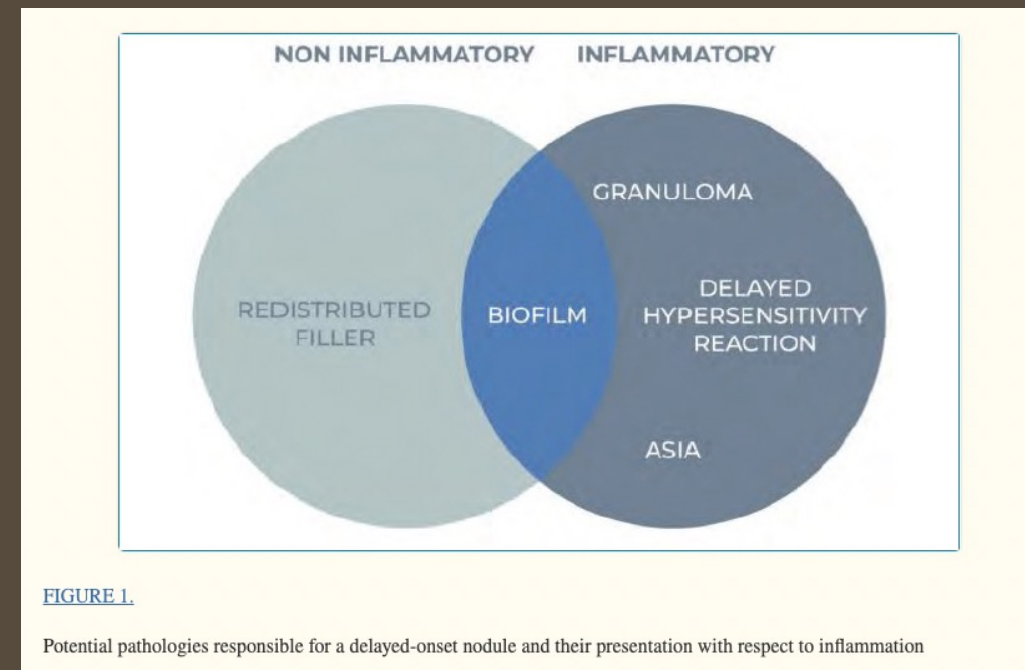 NON INFLAMMATORY INFLAMMATORY
GRANULOMA
REDISTRIBUTED
FILLER
BIOFILM
DELAYED
HYPERSENSITIVITY
REACTION
ASIA
FIGURE 1.
Potential pathologies responsible for a delayed-onset nodule and their presentation with respect to inflammation